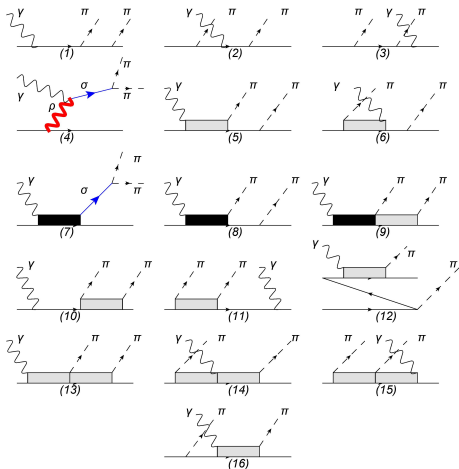 γ π π γ π π π π γ
(1) (2) (3)
γ ρ σ π π γ π π π γ π
(4) (5) (6)
γ σ π π γ π π γ π π
(7) (8) (9)
γ π π π π γ γ π π
(10) (11) (12)
γ π π π γ π π γ π
(13) (14) (15)
γ π π
(16)